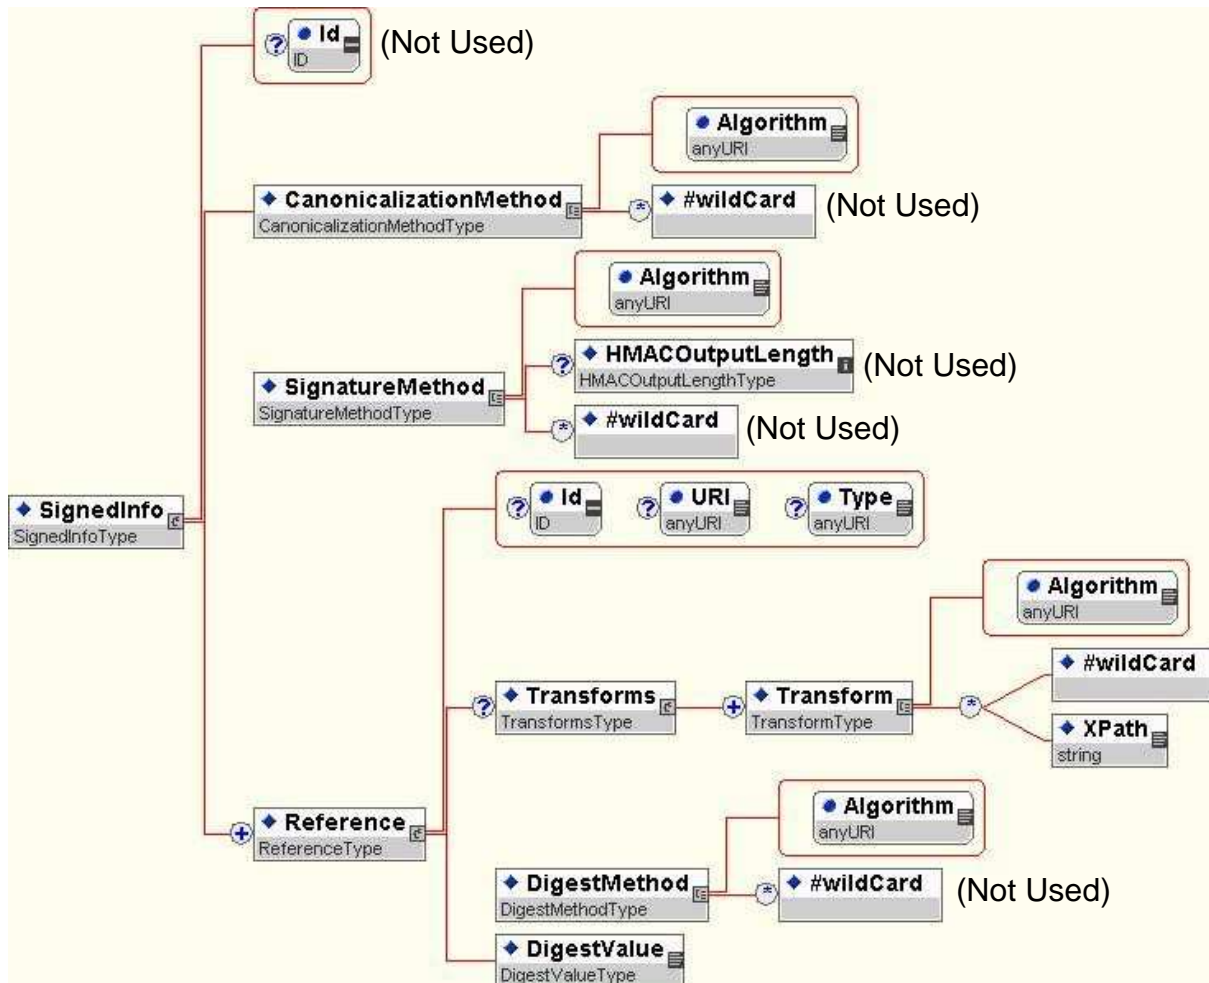 Id
ID
(Not Used)
Algorithm
anyURI
CanonicalizationMethod
CanonicalizationMethodType
#wildCard
(Not Used)
Algorithm
anyURI
HMACOutputLength
HMACOutputLengthType
(Not Used)
SignatureMethod
SignatureMethodType
#wildCard
(Not Used)
SignedInfo
SignedInfoType
Id
ID
URI
anyURI
Type
anyURI
Algorithm
anyURI
Transforms
TransformsType
Transform
TransformType
#wildCard
XPath
string
Reference
ReferenceType
Algorithm
anyURI
DigestMethod
DigestMethodType
#wildCard
(Not Used)
DigestValue
DigestValueType